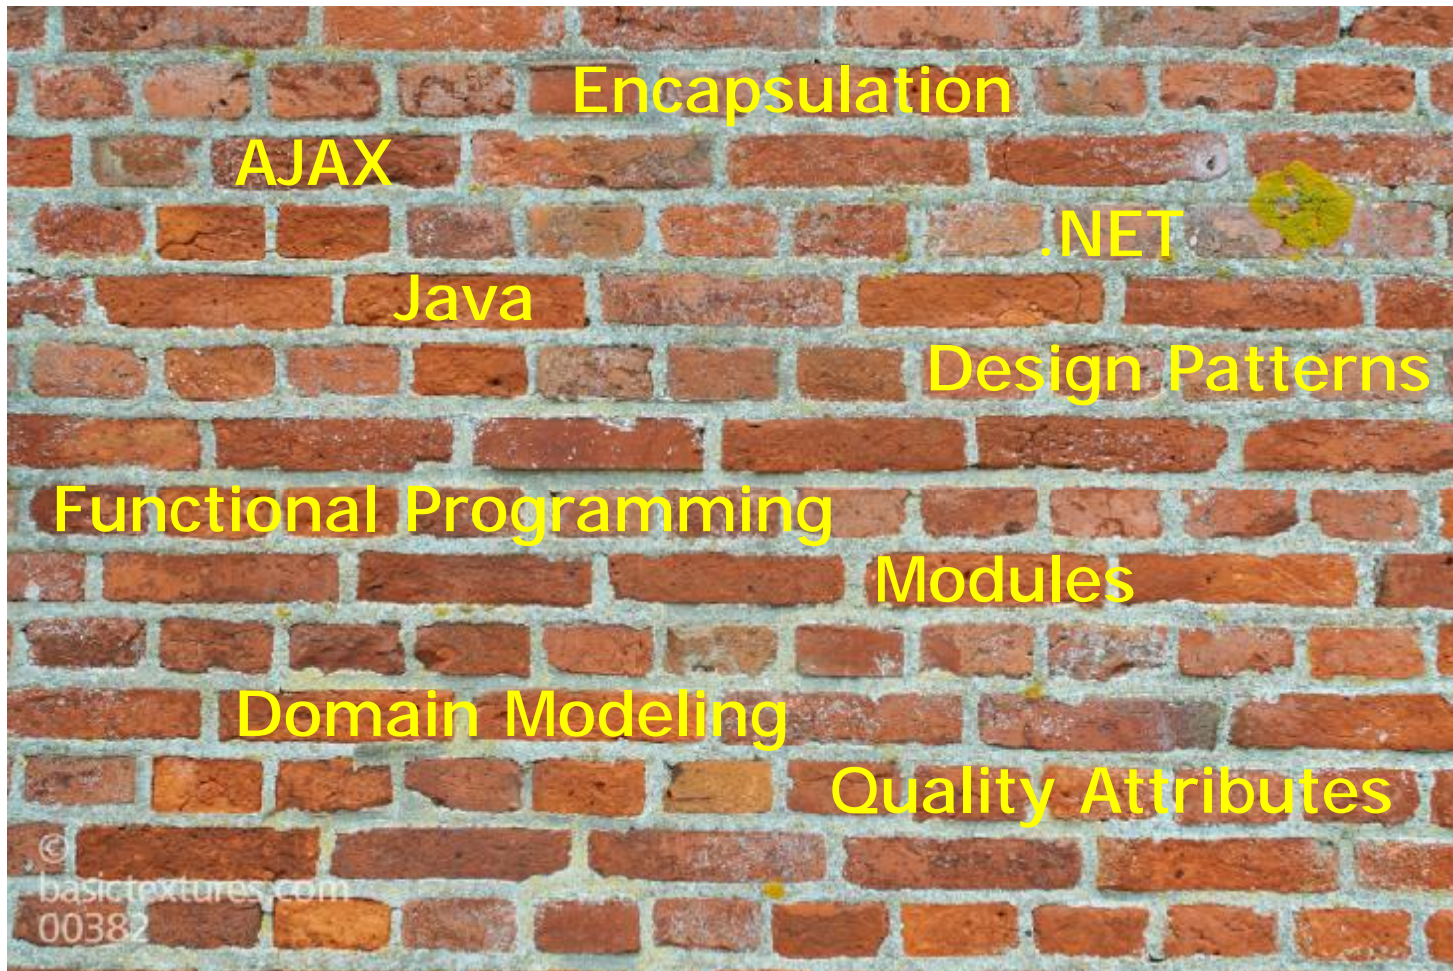 Encapsulation
AJAX
.NET
Java
Design Patterns
Functional Programming
Modules
Domain Modeling
Quality Attributes
©
basictextures.com
00382